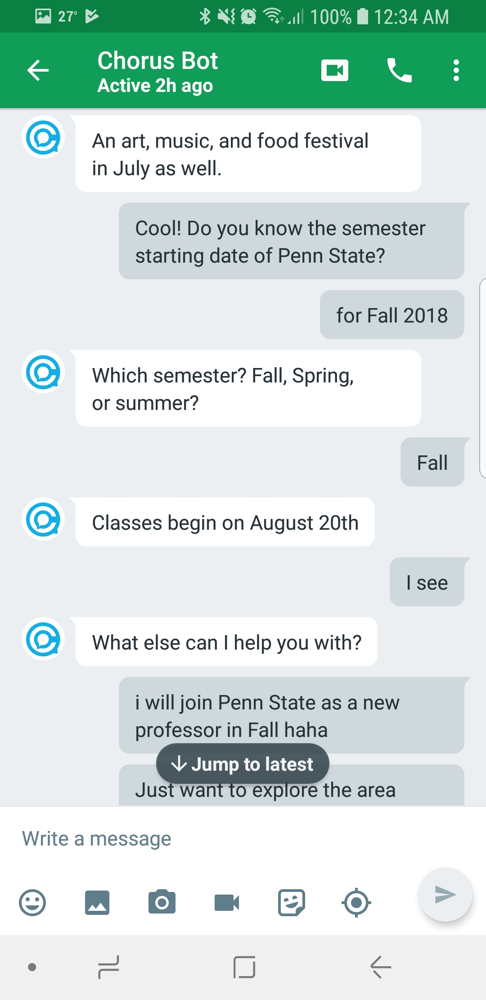 27° 100% 12:34 AM
Chorus Bot
Active 2h ago
An art, music, and food festival
in July as well.
Cool! Do you know the semester
starting date of Penn State?
for Fall 2018
Which semester? Fall, Spring,
or summer?
Fall
Classes begin on August 20th
I see
What else can I help you with?
i will join Penn State as a new
professor in Fall haha
Jump to latest
Just want to explore the area
Write a message